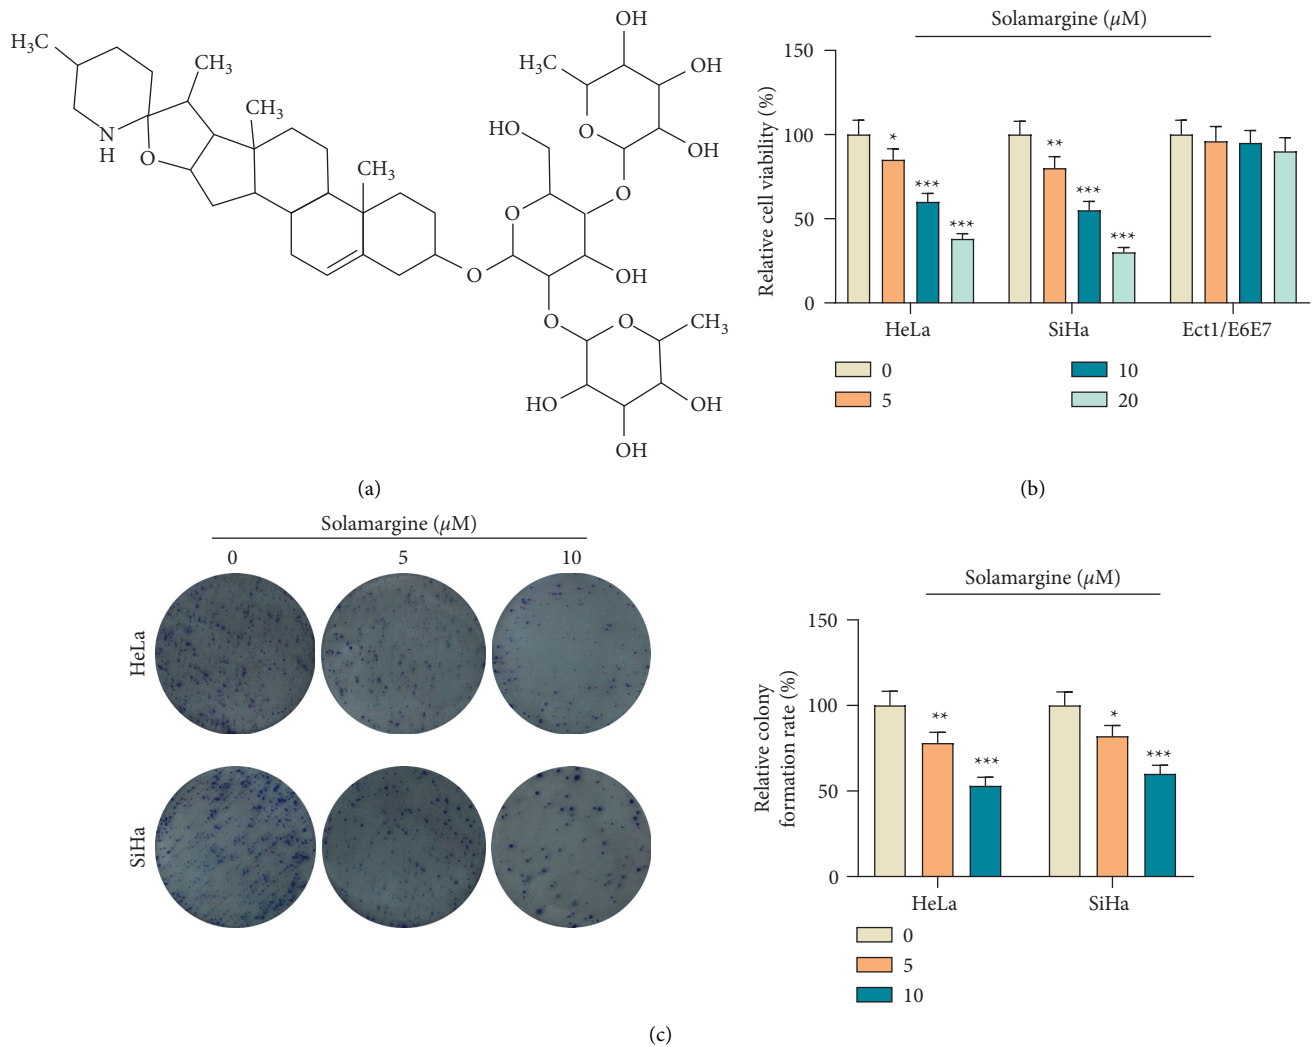 OH
H₃C
H₃C
CH₃
OH
CH₃
HO
N
H
O
O
OH
CH₃
O
O
O
OH
O
O
CH₃
HO
OH
OH
(a)
Solamargine (μM)
Relative cell viability (%)
150
100
50
0
*
***
***
**
***
***
HeLa
SiHa
Ect1/E6E7
0
10
5
20
(b)
Solamargine (μM)
0
5
10
HeLa
SiHa
Solamargine (μM)
Relative colony
formation rate (%)
150
100
50
0
**
***
*
***
HeLa
SiHa
0
5
10
(c)